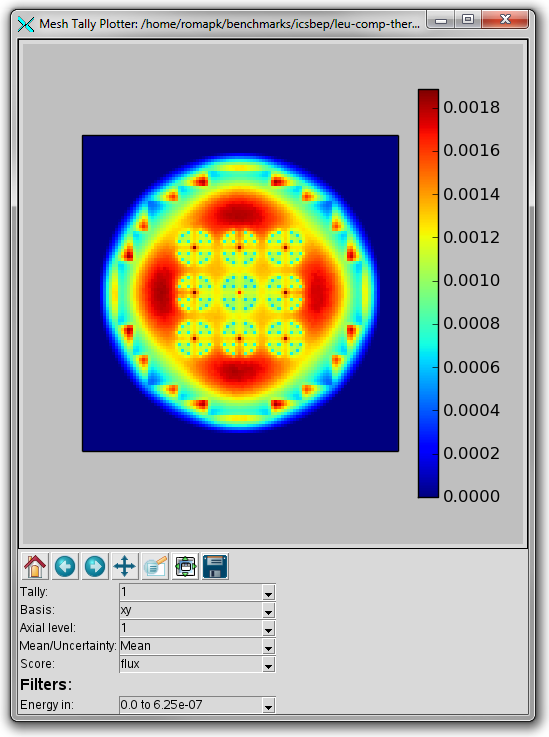 Mesh Tally Plotter: /home/romapk/benchmarks/icsbep/leu-comp-ther...
0.0018
0.0016
0.0014
0.0012
0.0010
0.0008
0.0006
0.0004
0.0002
0.0000
Tally: 1
Basis: xy
Axial level: 1
Mean/Uncertainty: Mean
Score: flux
Filters:
Energy in: 0.0 to 6.25e-07